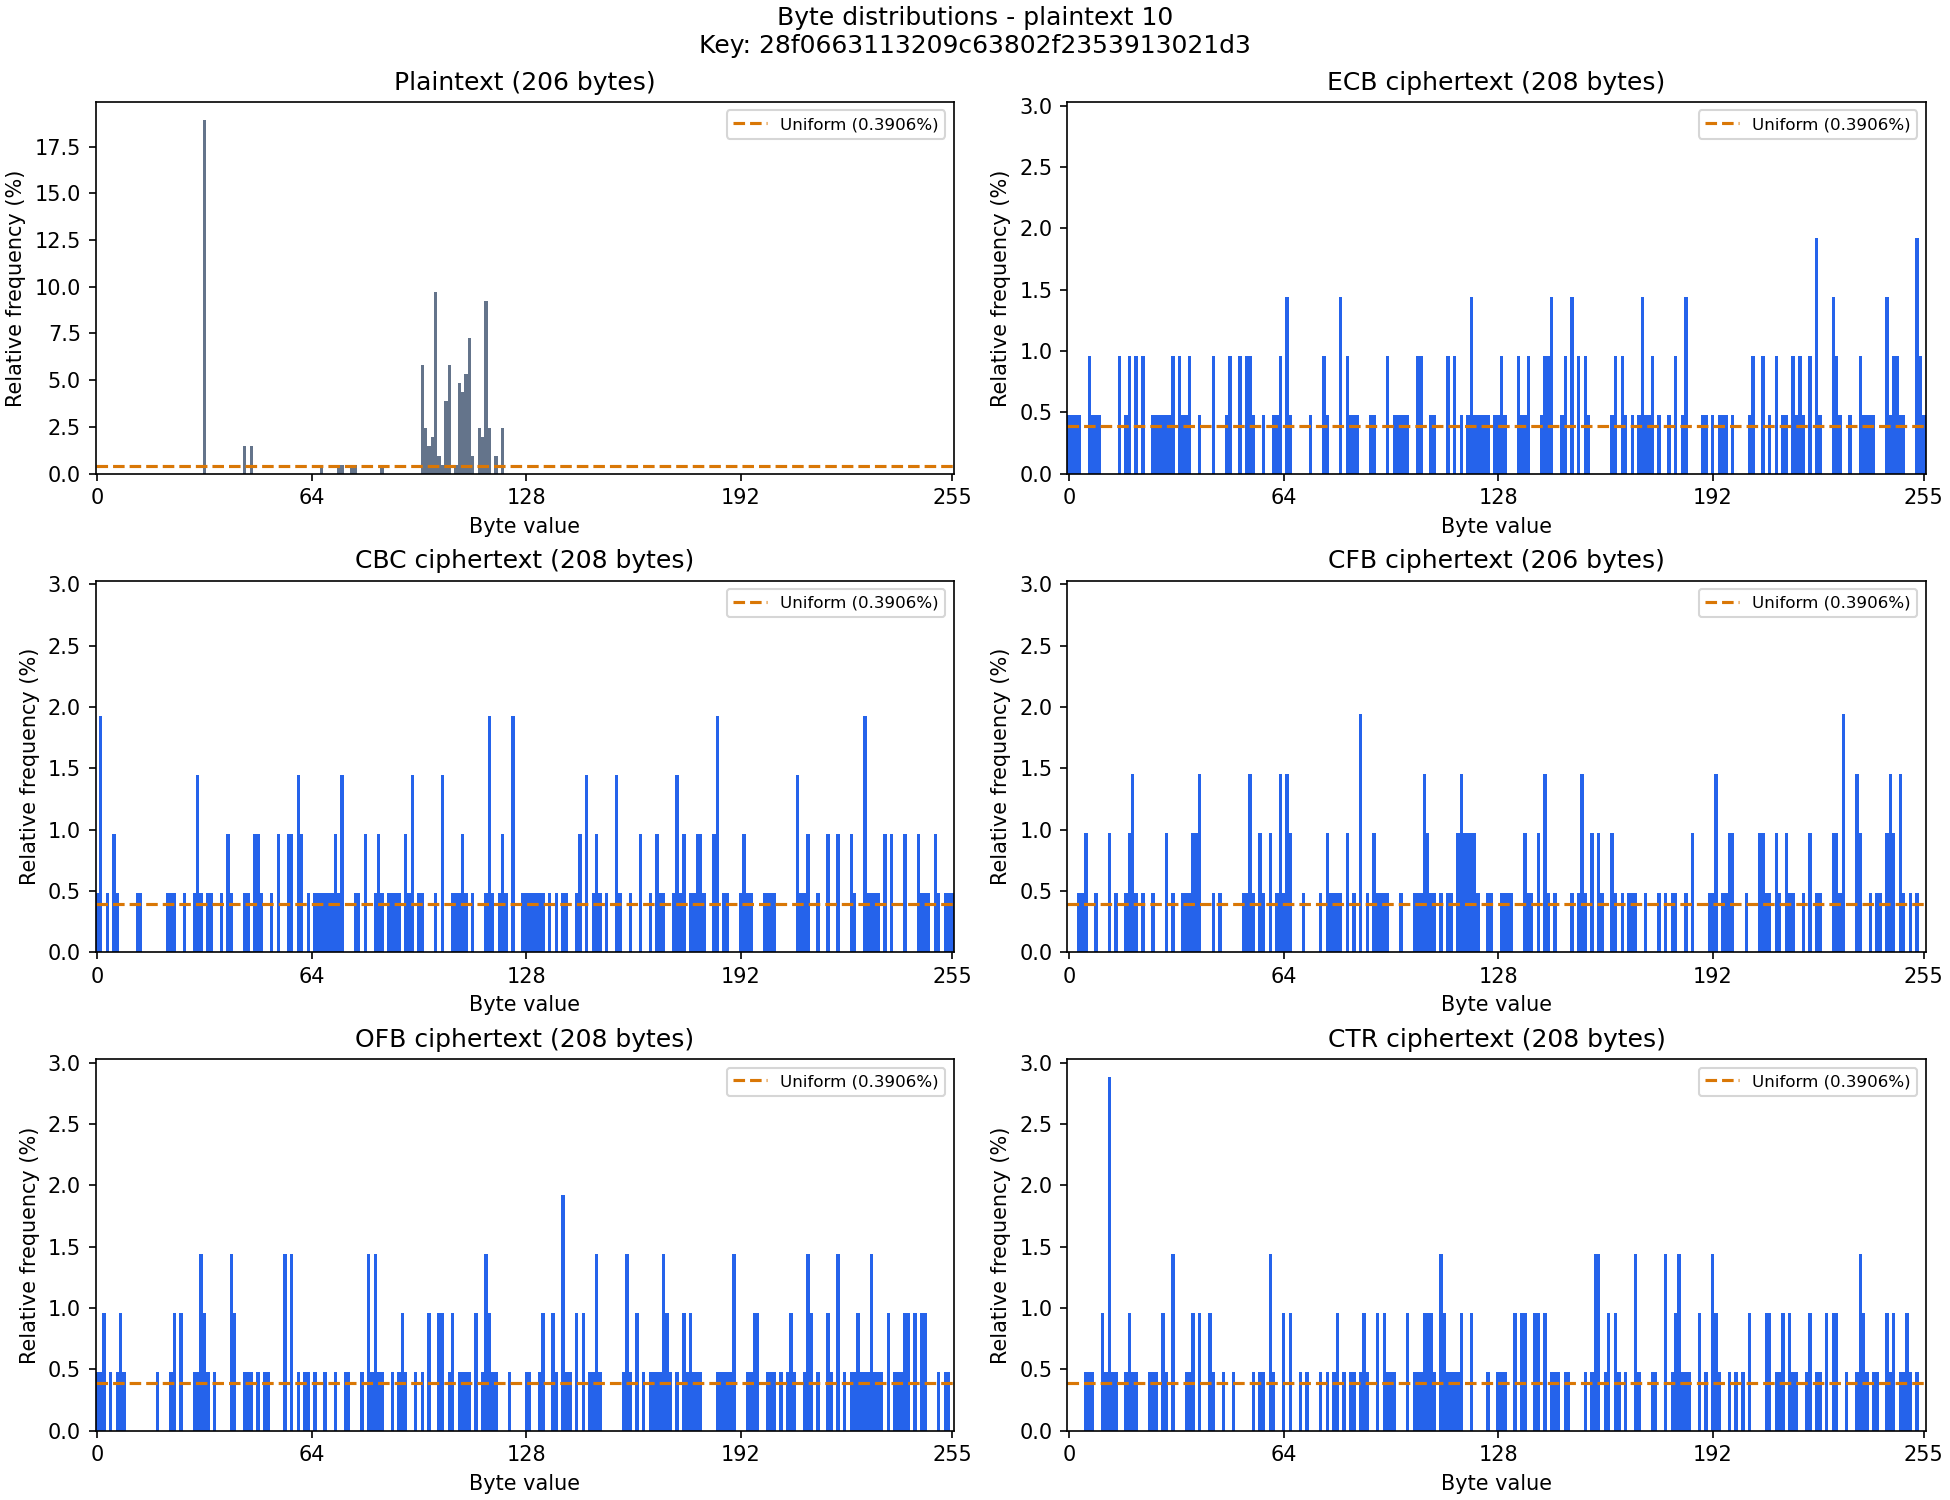 Byte distributions - plaintext 10
Key: 28f0663113209c63802f2353913021d3
Plaintext (206 bytes)
Uniform (0.3906%)
Relative frequency (%)
17.5
15.0
12.5
10.0
7.5
5.0
2.5
0.0
0 64 128 192 255
Byte value
ECB ciphertext (208 bytes)
Uniform (0.3906%)
Relative frequency (%)
3.0
2.5
2.0
1.5
1.0
0.5
0.0
0 64 128 192 255
Byte value
CBC ciphertext (208 bytes)
Uniform (0.3906%)
Relative frequency (%)
3.0
2.5
2.0
1.5
1.0
0.5
0.0
0 64 128 192 255
Byte value
CFB ciphertext (206 bytes)
Uniform (0.3906%)
Relative frequency (%)
3.0
2.5
2.0
1.5
1.0
0.5
0.0
0 64 128 192 255
Byte value
OFB ciphertext (208 bytes)
Uniform (0.3906%)
Relative frequency (%)
3.0
2.5
2.0
1.5
1.0
0.5
0.0
0 64 128 192 255
Byte value
CTR ciphertext (208 bytes)
Uniform (0.3906%)
Relative frequency (%)
3.0
2.5
2.0
1.5
1.0
0.5
0.0
0 64 128 192 255
Byte value